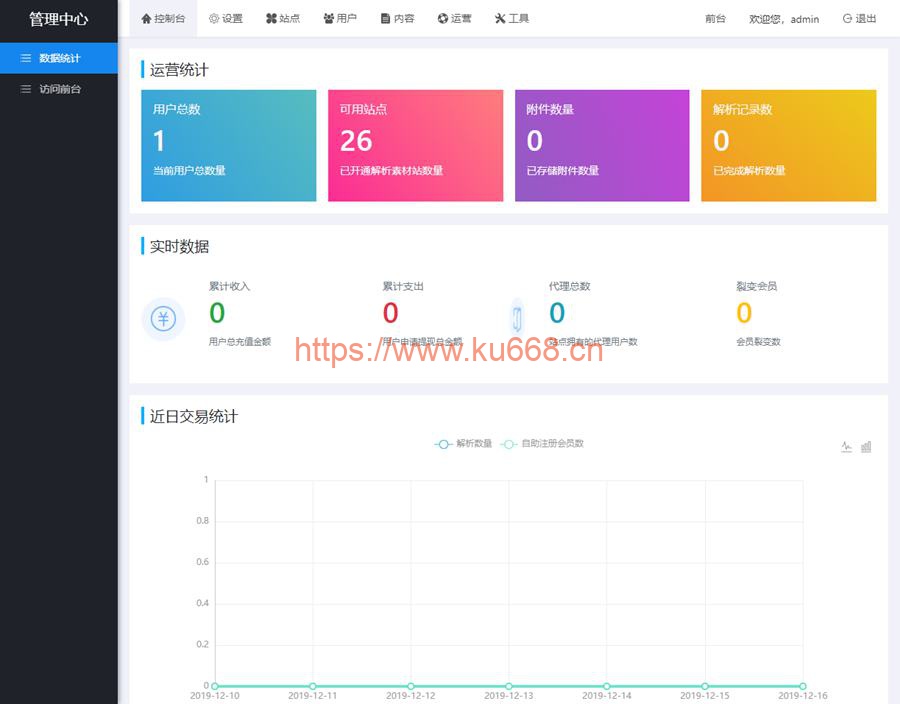 管理中心
控制台 设置 站点 用户 内容 运营 工具 前台 欢迎您，admin 退出
数据统计
访问前台
运营统计
用户总数 可用站点 附件数量 解析记录数
1 26 0 0
当前用户总数量 已开通解析素材站数量 已存储附件数量 已完成解析数量
实时数据
累计收入 累计支出 代理总数 裂变会员
0 0 0 0
用户总充值金额 用户申请提现总金额 站点拥有的代理用户数 会员裂变数
https://www.ku668.cn
近日交易统计
解析数量 自助注册会员数
1
0.8
0.6
0.4
0.2
0
2019-12-10 2019-12-11 2019-12-12 2019-12-13 2019-12-14 2019-12-15 2019-12-16